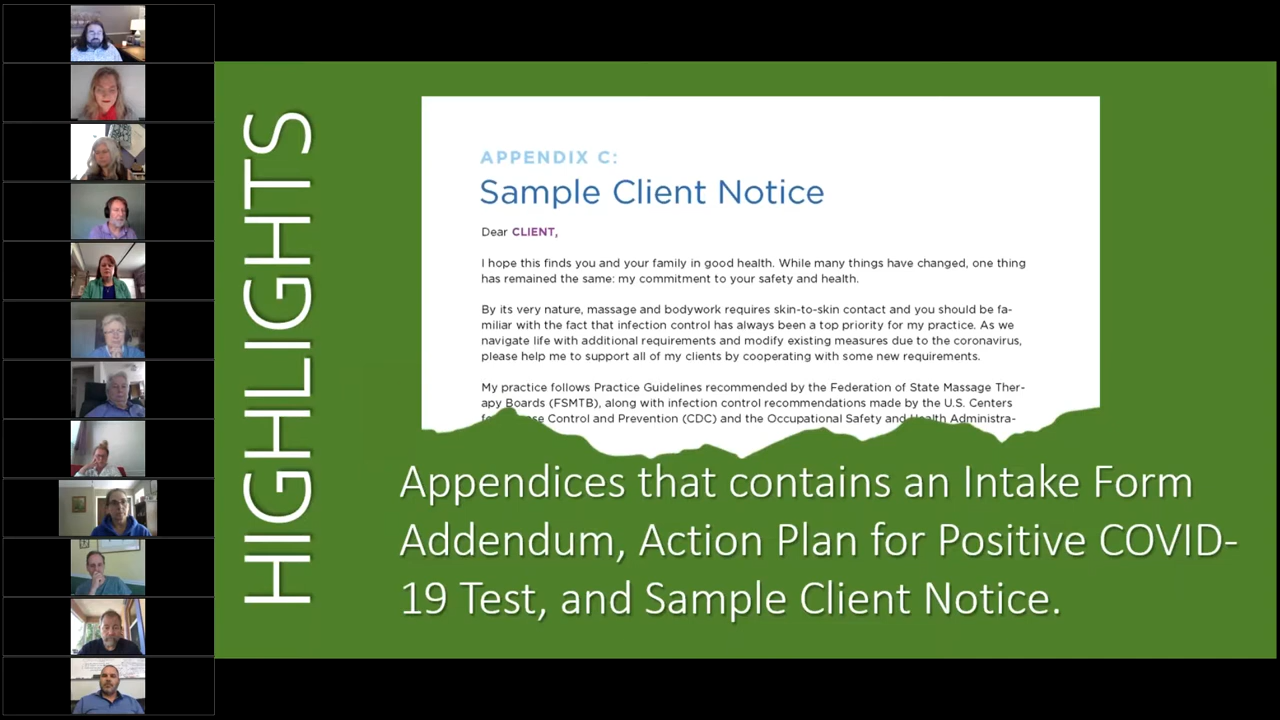 HIGHLIGHTS
APPENDIX C:
Sample Client Notice
Dear CLIENT,
I hope this finds you and your family in good health. While many things have changed, one thing
has remained the same: my commitment to your safety and health.
By its very nature, massage and bodywork requires skin-to-skin contact and you should be fa-
miliar with the fact that infection control has always been a top priority for my practice. As we
navigate life with additional requirements and modify existing measures due to the coronavirus,
please help me to support all of my clients by cooperating with some new requirements.
My practice follows Practice Guidelines recommended by the Federation of State Massage Ther-
apy Boards (FSMTB), along with infection control recommendations made by the U.S. Centers
Control and Prevention (CDC) and the Occupational Safety and Health Administra-
Appendices that contains an Intake Form
Addendum, Action Plan for Positive COVID-
19 Test, and Sample Client Notice.